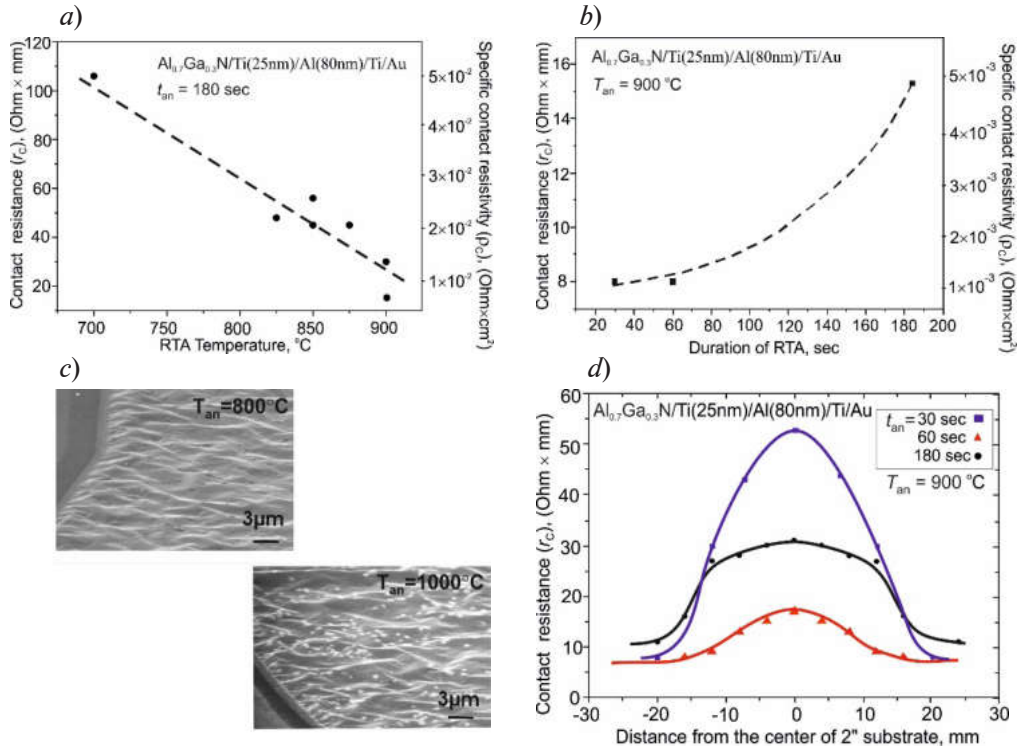 a)
Al0.7Ga0.3N/Ti(25nm)/Al(80nm)/Ti/Au
tan = 180 sec
Contact resistance (rC), (Ohm × mm)
120
100
80
60
40
20
5×10-2
4×10-2
3×10-2
2×10-2
1×10-2
Specific contact resistivity (ρC), (Ohm×cm2)
700 750 800 850 900
RTA Temperature, °C
b)
Al0.7Ga0.3N/Ti(25nm)/Al(80nm)/Ti/Au
Tan = 900 °C
Contact resistance (rC), (Ohm × mm)
16
14
12
10
8
5×10-3
4×10-3
3×10-3
2×10-3
1×10-3
Specific contact resistivity (ρC), (Ohm×cm2)
20 40 60 80 100 120 140 160 180 200
Duration of RTA, sec
c)
Tan=800°C
3μm
Tan=1000°C
3μm
d)
Al0.7Ga0.3N/Ti(25nm)/Al(80nm)/Ti/Au
tan= 30 sec
60 sec
180 sec
Tan = 900 °C
Contact resistance (rC), (Ohm × mm)
60
50
40
30
20
10
0
-30 -20 -10 0 10 20 30
Distance from the center of 2" substrate, mm